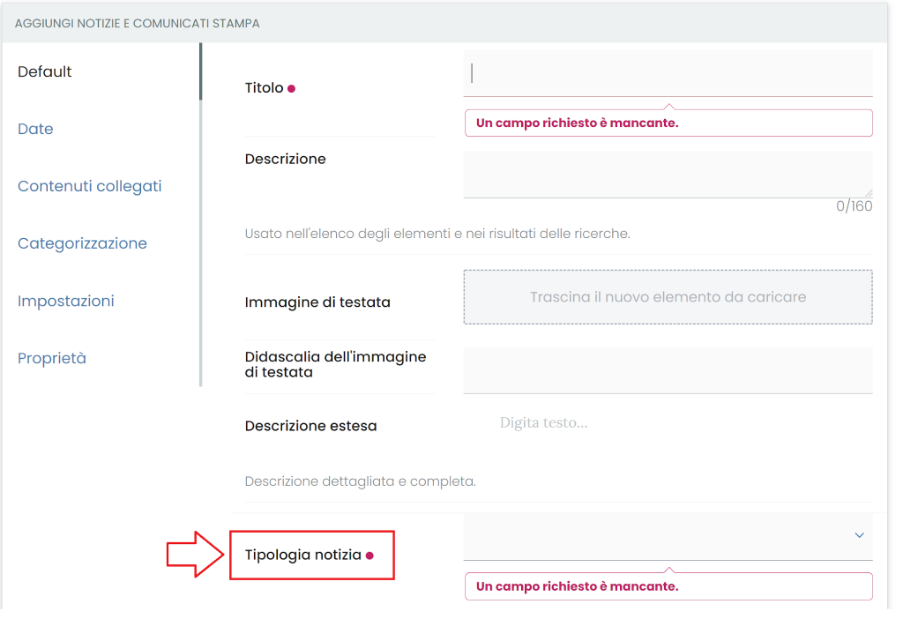 AGGIUNGI NOTIZIE E COMUNICATI STAMPA
Default
Date
Contenuti collegati
Categorizzazione
Impostazioni
Proprietà
Titolo
Un campo richiesto è mancante.
Descrizione
0/160
Usato nell'elenco degli elementi e nei risultati delle ricerche.
Immagine di testata
Trascina il nuovo elemento da caricare
Didascalia dell'immagine
di testata
Descrizione estesa
Digita testo...
Descrizione dettagliata e completa.
Tipologia notizia
Un campo richiesto è mancante.